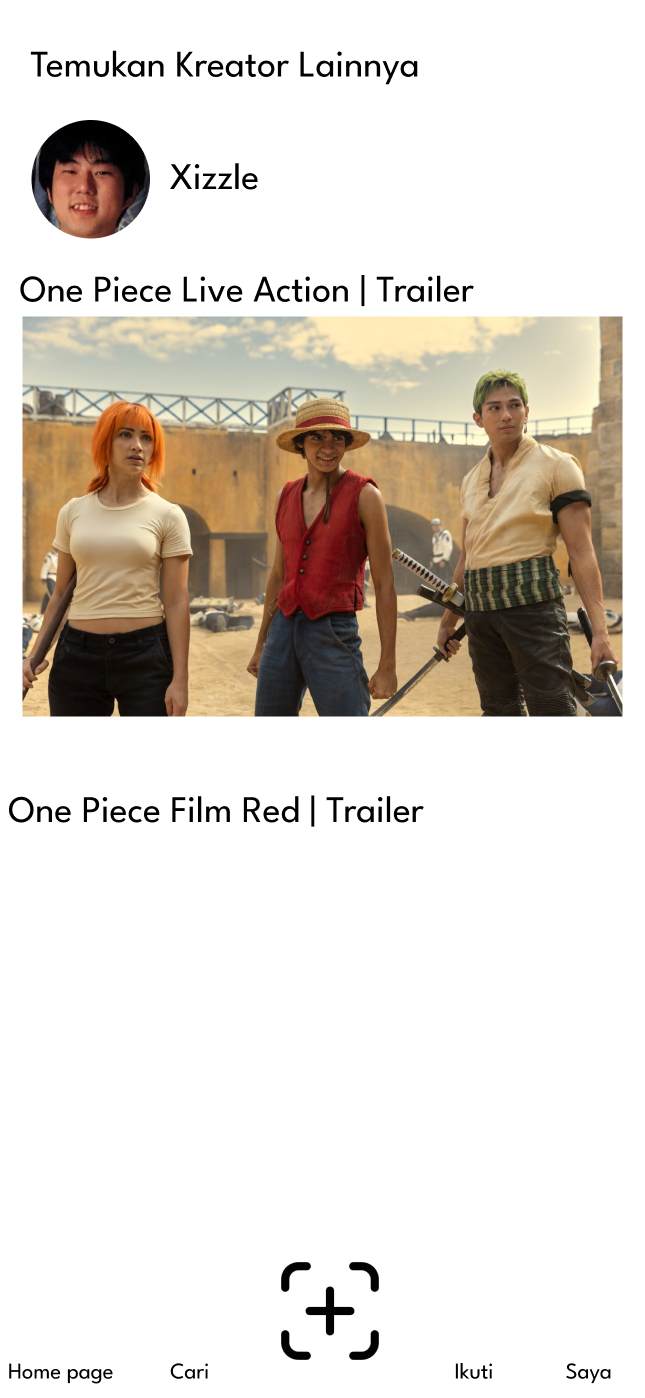 Temukan Kreator Lainnya
Xizzle
One Piece Live Action | Trailer
One Piece Film Red | Trailer
Home page
Cari
Ikuti
Saya